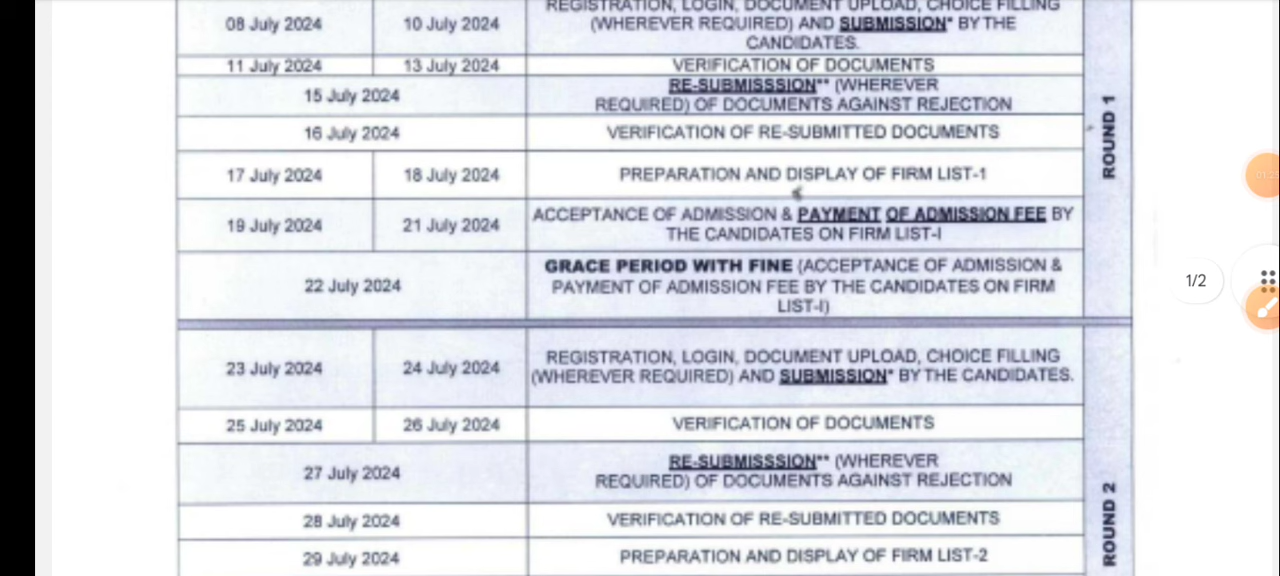 REGISTRATION, LOGIN, DOCUMENT UPLOAD, CHOICE FILLING
08 July 2024 10 July 2024 (WHEREVER REQUIRED) AND SUBMISSION* BY THE
CANDIDATES.
11 July 2024 13 July 2024 VERIFICATION OF DOCUMENTS
RE-SUBMISSSION** (WHEREVER
15 July 2024
REQUIRED) OF DOCUMENTS AGAINST REJECTION
16 July 2024 VERIFICATION OF RE-SUBMITTED DOCUMENTS
17 July 2024 18 July 2024 PREPARATION AND DISPLAY OF FIRM LIST-1
ACCEPTANCE OF ADMISSION & PAYMENT OF ADMISSION FEE BY
19 July 2024 21 July 2024
THE CANDIDATES ON FIRM LIST-I
GRACE PERIOD WITH FINE (ACCEPTANCE OF ADMISSION &
22 July 2024 PAYMENT OF ADMISSION FEE BY THE CANDIDATES ON FIRM
LIST-I)
ROUND 1
REGISTRATION, LOGIN, DOCUMENT UPLOAD, CHOICE FILLING
23 July 2024 24 July 2024
(WHEREVER REQUIRED) AND SUBMISSION* BY THE CANDIDATES.
25 July 2024 26 July 2024 VERIFICATION OF DOCUMENTS
RE-SUBMISSSION** (WHEREVER
27 July 2024
REQUIRED) OF DOCUMENTS AGAINST REJECTION
28 July 2024 VERIFICATION OF RE-SUBMITTED DOCUMENTS
29 July 2024 PREPARATION AND DISPLAY OF FIRM LIST-2
ROUND 2
1/2